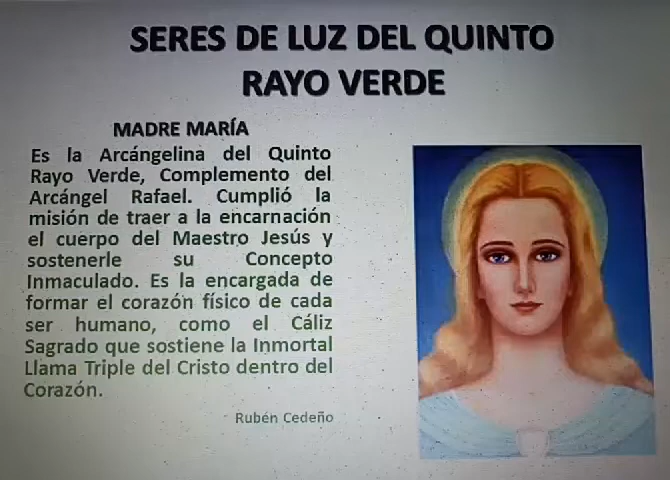 SERES DE LUZ DEL QUINTO
RAYO VERDE
MADRE MARÍA
Es la Arcángelina del Quinto
Rayo Verde, Complemento del
Arcángel Rafael. Cumplió la
misión de traer a la encarnación
el cuerpo del Maestro Jesús y
sostenerle su Concepto
Inmaculado. Es la encargada de
formar el corazón físico de cada
ser humano, como el Cáliz
Sagrado que sostiene la Inmortal
Llama Triple del Cristo dentro del
Corazón.
Rubén Cedeño